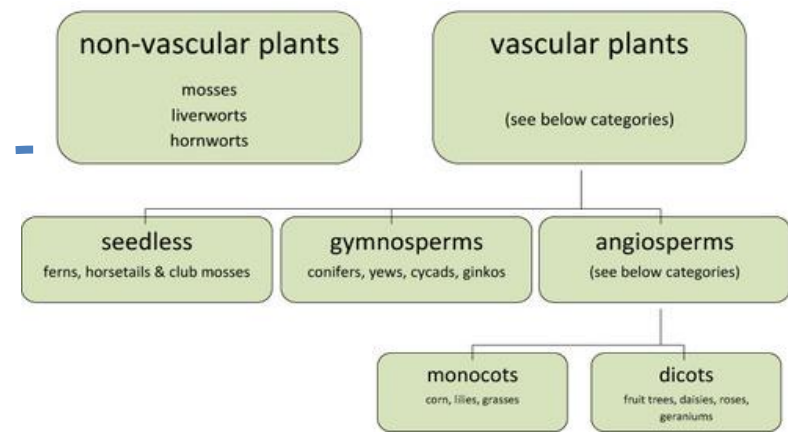 non-vascular plants
mosses
liverworts
hornworts
vascular plants
(see below categories)
seedless
ferns, horsetails & club mosses
gymnosperms
conifers, yews, cycads, ginkos
angiosperms
(see below categories)
monocots
corn, lilies, grasses
dicots
fruit trees, daisies, roses,
geraniums